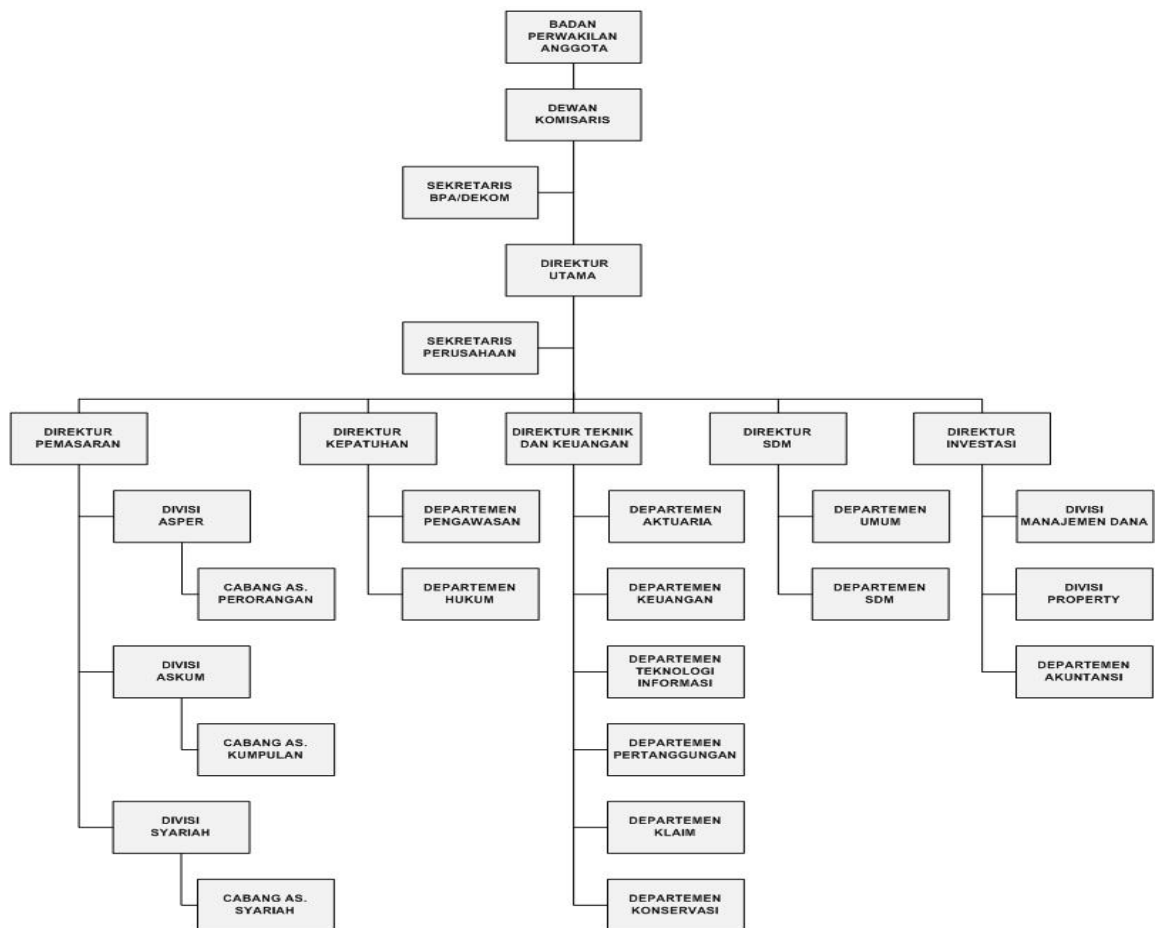 BADAN
PERWAKILAN
ANGGOTA
DEWAN
KOMISARIS
SEKRETARIS
BPA/DEKOM
DIREKTUR
UTAMA
SEKRETARIS
PERUSAHAAN
DIREKTUR
PEMASARAN
DIREKTUR
KEPATUHAN
DIREKTUR TEKNIK
DAN KEUANGAN
DIREKTUR
SDM
DIREKTUR
INVESTASI
DIVISI
ASPER
DEPARTEMEN
PENGAWASAN
DEPARTEMEN
AKTUARIA
DEPARTEMEN
UMUM
DIVISI
MANAJEMEN DANA
CABANG AS.
PERORANGAN
DEPARTEMEN
HUKUM
DEPARTEMEN
KEUANGAN
DEPARTEMEN
SDM
DIVISI
PROPERTY
DIVISI
ASKUM
DEPARTEMEN
TEKNOLOGI
INFORMASI
DEPARTEMEN
AKUNTANSI
CABANG AS.
KUMPULAN
DEPARTEMEN
PERTANGGUNGAN
DIVISI
SYARIAH
DEPARTEMEN
KLAIM
CABANG AS.
SYARIAH
DEPARTEMEN
KONSERVASI